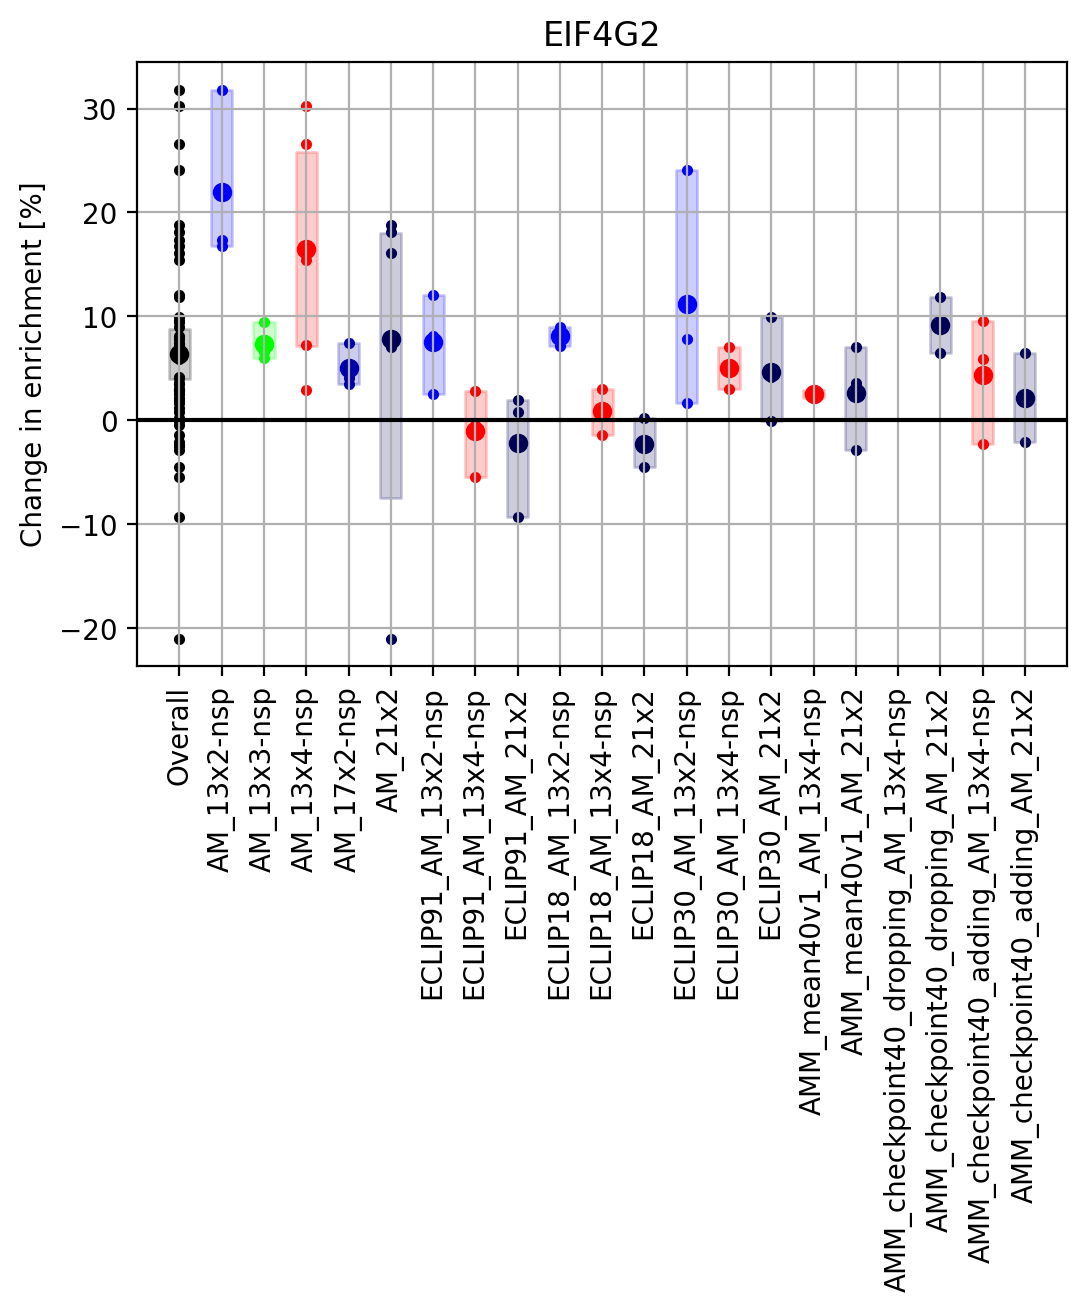 EIF4G2
Change in enrichment [%]
30
20
10
0
−10
−20
Overall
AM_13x2-nsp
AM_13x3-nsp
AM_13x4-nsp
AM_17x2-nsp
AM_21x2
ECLIP91_AM_13x2-nsp
ECLIP91_AM_13x4-nsp
ECLIP91_AM_21x2
ECLIP18_AM_13x2-nsp
ECLIP18_AM_13x4-nsp
ECLIP18_AM_21x2
ECLIP30_AM_13x2-nsp
ECLIP30_AM_13x4-nsp
ECLIP30_AM_21x2
AMM_mean40v1_AM_13x4-nsp
AMM_mean40v1_AM_21x2
AMM_checkpoint40_dropping_AM_13x4-nsp
AMM_checkpoint40_dropping_AM_21x2
AMM_checkpoint40_adding_AM_13x4-nsp
AMM_checkpoint40_adding_AM_21x2